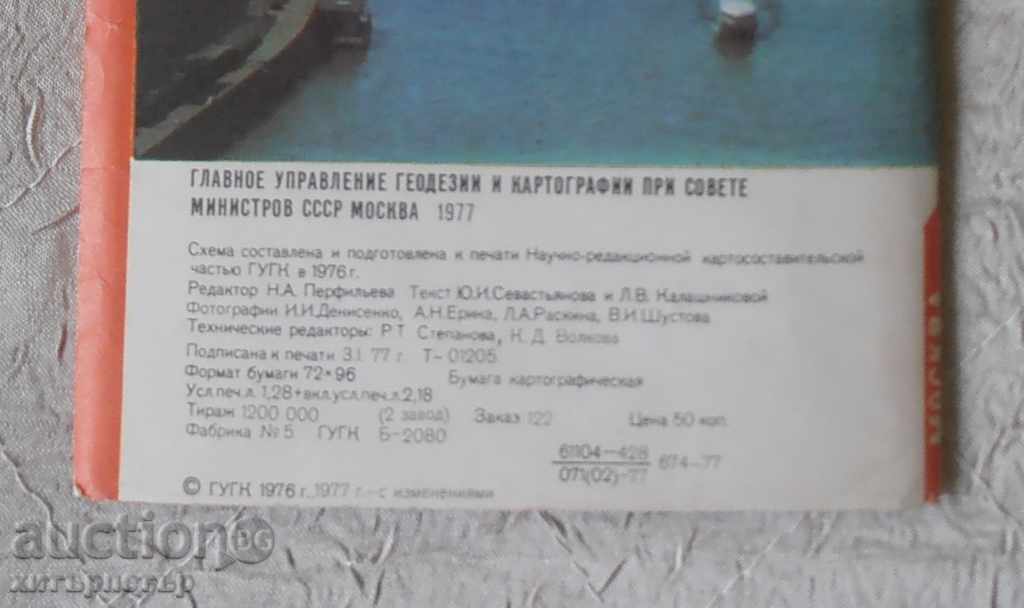 ГЛАВНОЕ УПРАВЛЕНИЕ ГЕОДЕЗИИ И КАРТОГРАФИИ ПРИ СОВЕТЕ
МИНИСТРОВ СССР МОСКВА 1977
Схема составлена и подготовлена к печати Научно-редакционной картосоставительской
частью ГУГК в 1976 г.
Редактор Н.А. Перфильева Текст Ю.И.Севастьянова и Л.В. Калашниковой
Фотографии И.И.Денисенко, А.Н.Ерина, Л.А.Раскина, В.И.Шустова
Технические редакторы: Р.Т. Степанова, К.Д. Волкова
Подписана к печати 3.I.77 г. Т-01205
Формат бумаги 72×96 Бумага картографическая
Усл.печ.л. 1,28+вкл.усл.печ.л.2,18
Тираж 1200 000 (2 завод) Заказ 122 Цена 50 коп.
Фабрика №5 ГУГК Б-2080
61104-428
071(02)-77 674-77
© ГУГК 1976 г., 1977 г.-с изменениями
МОСКВА
auction BG
хитърпетър